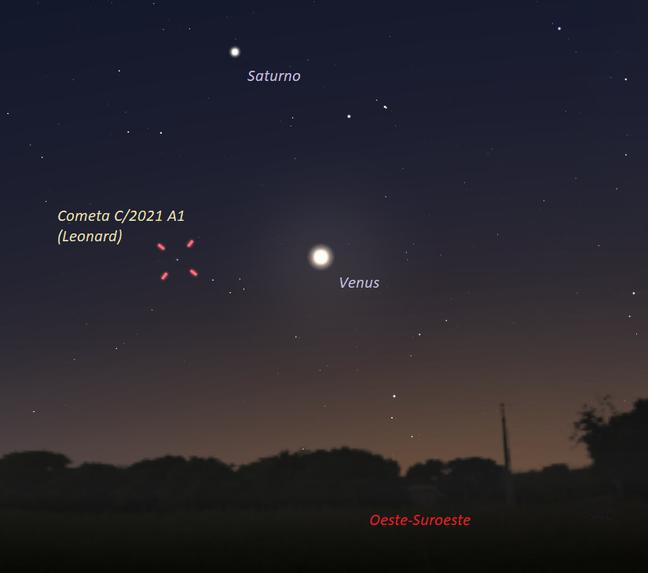 Saturno
Cometa C/2021 A1
(Leonard)
Venus
Oeste-Suroeste